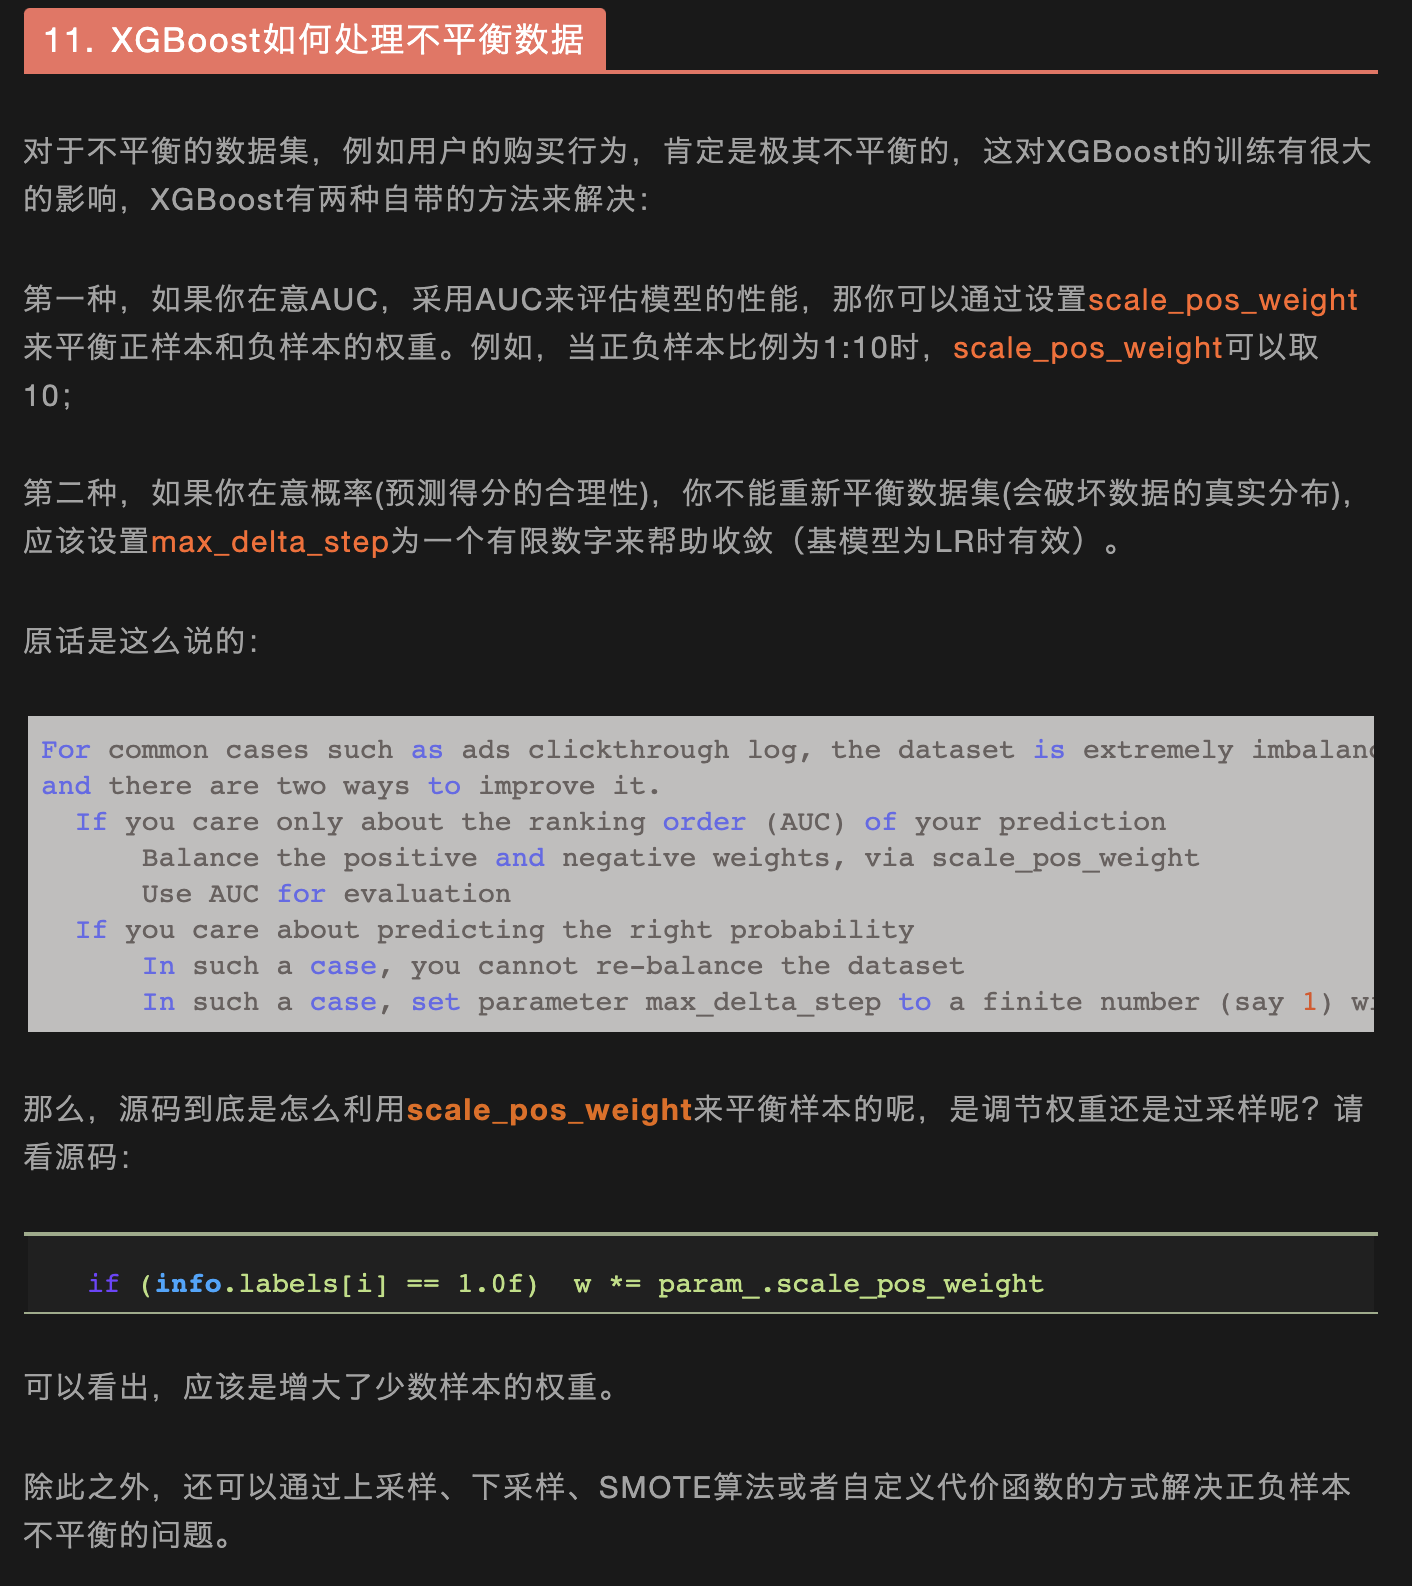 11. XGBoost如何处理不平衡数据
对于不平衡的数据集，例如用户的购买行为，肯定是极其不平衡的，这对XGBoost的训练有很大
的影响，XGBoost有两种自带的方法来解决：
第一种，如果你在意AUC，采用AUC来评估模型的性能，那你可以通过设置scale_pos_weight
来平衡正样本和负样本的权重。例如，当正负样本比例为1:10时，scale_pos_weight可以取
10；
第二种，如果你在意概率(预测得分的合理性)，你不能重新平衡数据集(会破坏数据的真实分布)，
应该设置max_delta_step为一个有限数字来帮助收敛（基模型为LR时有效）。
原话是这么说的：
For common cases such as ads clickthrough log, the dataset is extremely
and there are two ways to improve it.
If you care only about the ranking order (AUC) of your prediction
Balance the positive and negative weights, via scale_pos_weight
Use AUC for evaluation
If you care about predicting the right probability
In such a case, you cannot re-balance the dataset
In such a case, set parameter max_delta_step to a finite number (say 1)
那么，源码到底是怎么利用scale_pos_weight来平衡样本的呢，是调节权重还是过采样呢？请
看源码：
if (info.labels[i] == 1.0f)  w *= param_.scale_pos_weight
可以看出，应该是增大了少数样本的权重。
除此之外，还可以通过上采样、下采样、SMOTE算法或者自定义代价函数的方式解决正负样本
不平衡的问题。